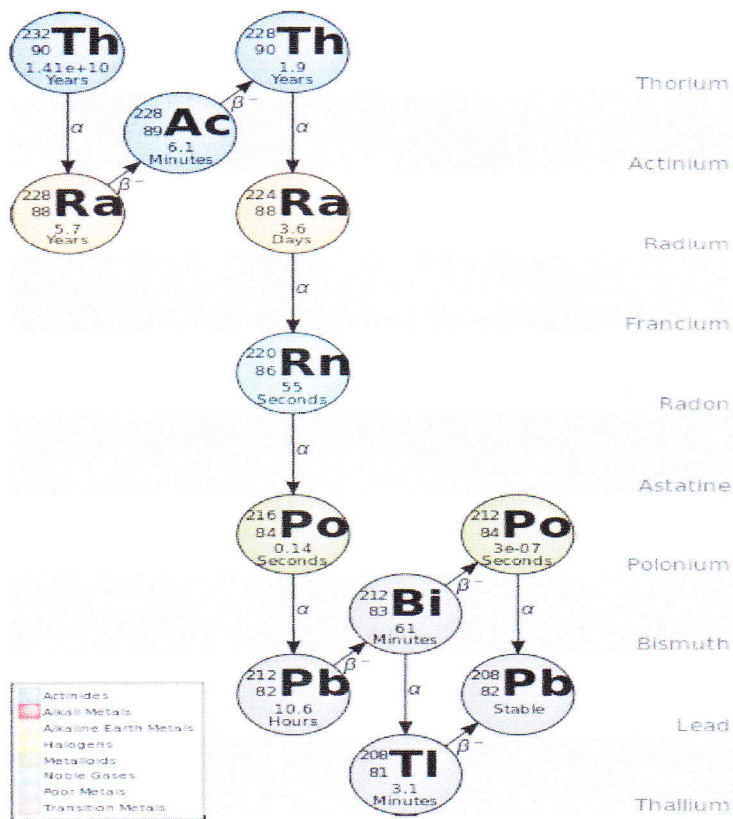 232 90 Th 1.41e+10 Years
228 90 Th 1.9 Years
Thorium
α
β⁻
α
228 89 Ac 6.1 Minutes
Actinium
β⁻
228 88 Ra 5.7 Years
224 88 Ra 3.6 Days
Radium
α
Francium
220 86 Rn 55 Seconds
Radon
α
Astatine
216 84 Po 0.14 Seconds
212 84 Po 3e-07 Seconds
Polonium
α
β⁻
α
212 83 Bi 61 Minutes
Bismuth
β⁻
α
212 82 Pb 10.6 Hours
208 82 Pb Stable
Lead
β⁻
208 81 Tl 3.1 Minutes
Thallium
Actinides
Alkali Metals
Alkaline Earth Metals
Halogens
Metalloids
Noble Gases
Poor Metals
Transition Metals